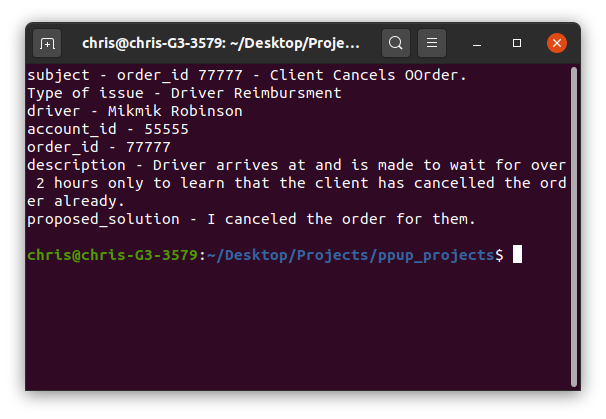 chris@chris-G3-3579: ~/Desktop/Proje...
subject - order_id 77777 - Client Cancels OOrder.
Type of issue - Driver Reimbursment
driver - Mikmik Robinson
account_id - 55555
order_id - 77777
description - Driver arrives at and is made to wait for over
 2 hours only to learn that the client has cancelled the ord
er already.
proposed_solution - I canceled the order for them.
chris@chris-G3-3579:~/Desktop/Projects/ppup_projects$